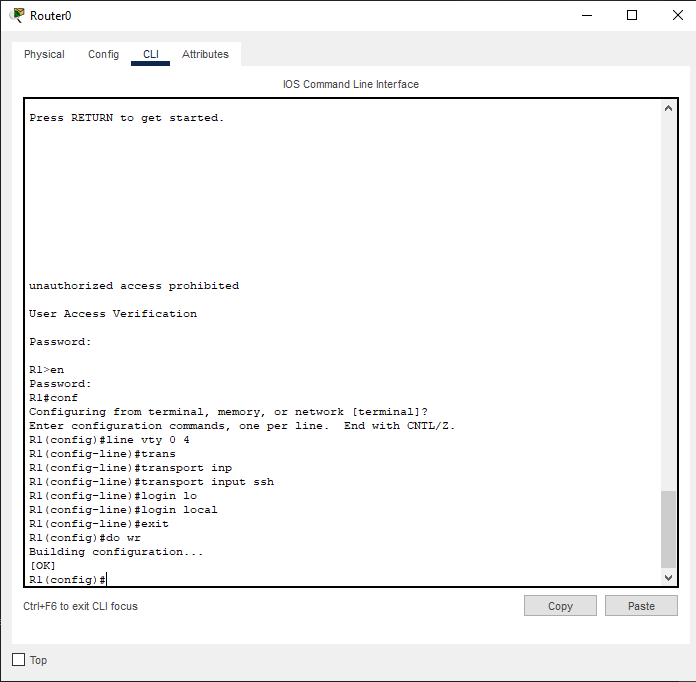 Router0
Physical Config CLI Attributes
IOS Command Line Interface
Press RETURN to get started.
unauthorized access prohibited
User Access Verification
Password:
R1>en
Password:
R1#conf
Configuring from terminal, memory, or network [terminal]?
Enter configuration commands, one per line.  End with CNTL/Z.
R1(config)#line vty 0 4
R1(config-line)#trans
R1(config-line)#transport inp
R1(config-line)#transport input ssh
R1(config-line)#login lo
R1(config-line)#login local
R1(config-line)#exit
R1(config)#do wr
Building configuration...
[OK]
R1(config)#
Ctrl+F6 to exit CLI focus
Copy Paste
Top